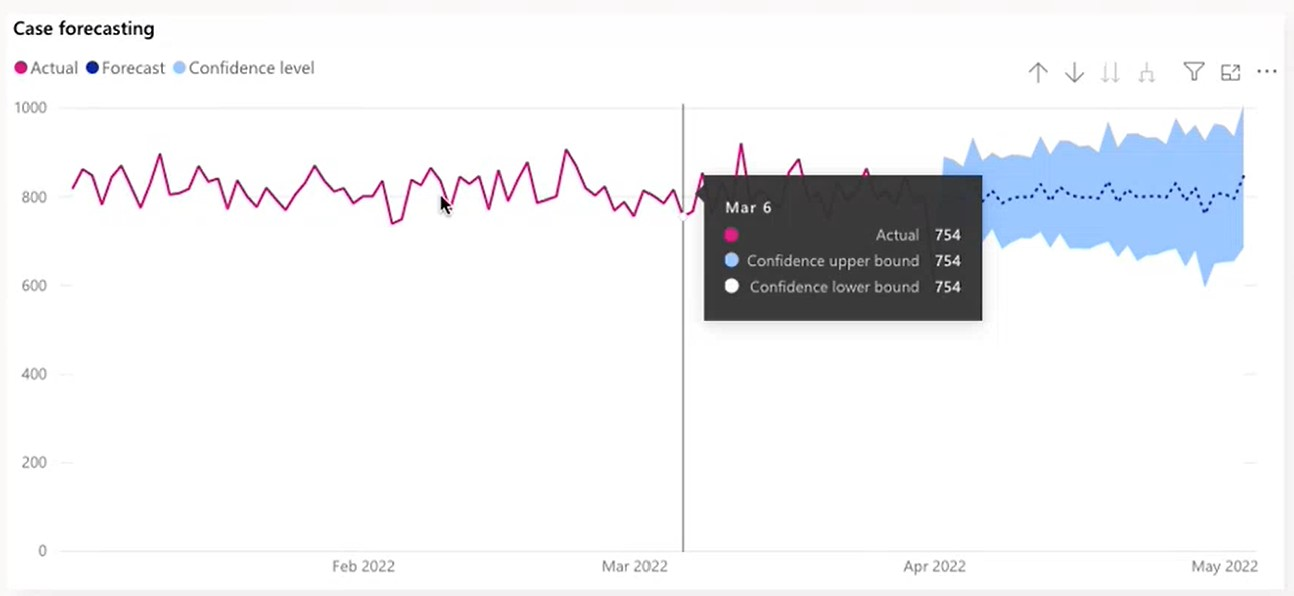 Case forecasting
Actual Forecast Confidence level
1000
800
600
400
200
0
Mar 6
Actual 754
Confidence upper bound 754
Confidence lower bound 754
Feb 2022 Mar 2022 Apr 2022 May 2022